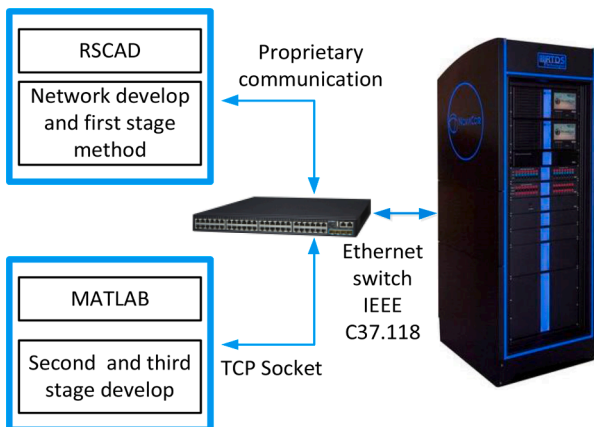 RSCAD
Network develop
and first stage
method
Proprietary
communication
MATLAB
Second and third
stage develop
TCP Socket
Ethernet
switch
IEEE
C37.118
RTDS
NovaCor